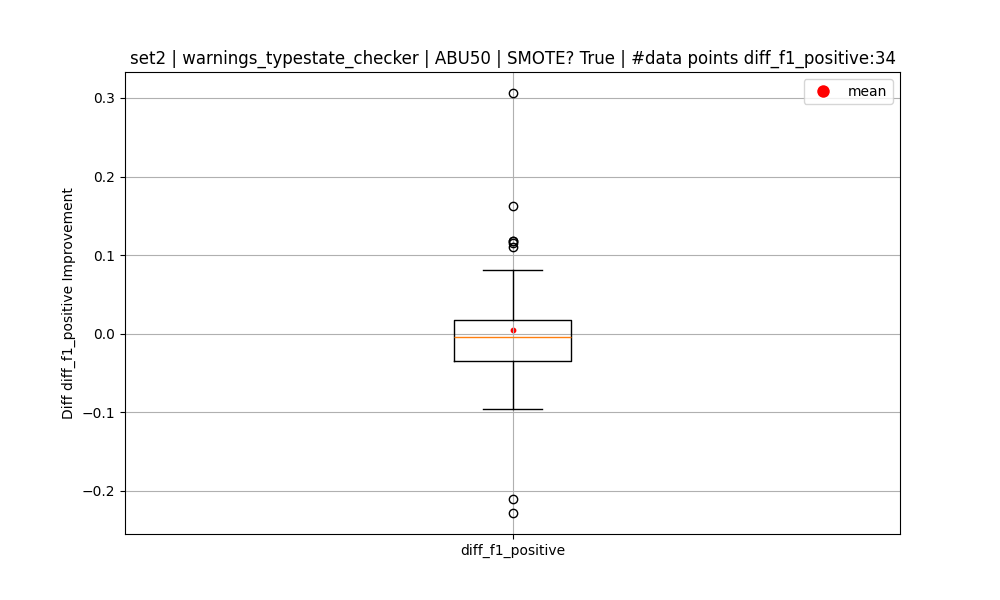 set2 | warnings_typestate_checker | ABU50 | SMOTE? True | #data points diff_f1_positive:34
mean
0.3
0.2
0.1
0.0
−0.1
−0.2
Diff diff_f1_positive Improvement
diff_f1_positive